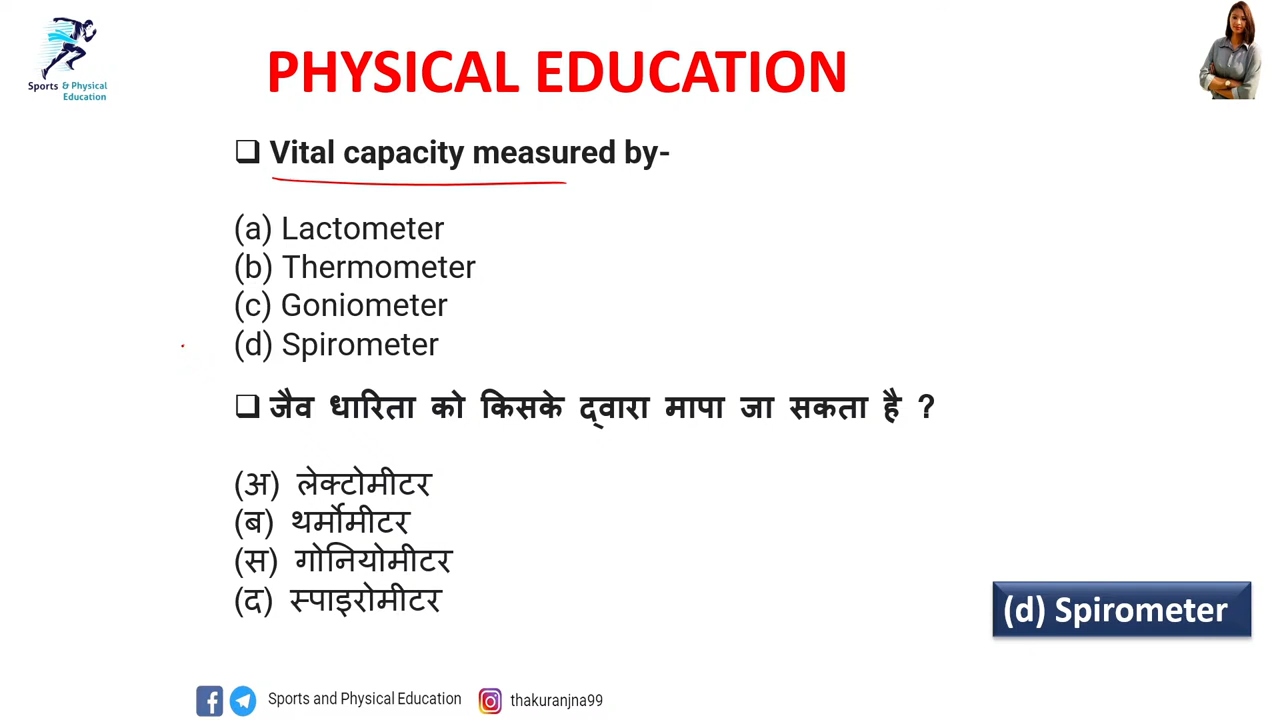 Sports & Physical
Education
PHYSICAL EDUCATION
Vital capacity measured by-
(a) Lactometer
(b) Thermometer
(c) Goniometer
(d) Spirometer
जैव धारिता को किसके द्वारा मापा जा सकता है ?
(अ) लेक्टोमीटर
(ब) थर्मोमीटर
(स) गोनियोमीटर
(द) स्पाइरोमीटर
(d) Spirometer
Sports and Physical Education thakuranjna99